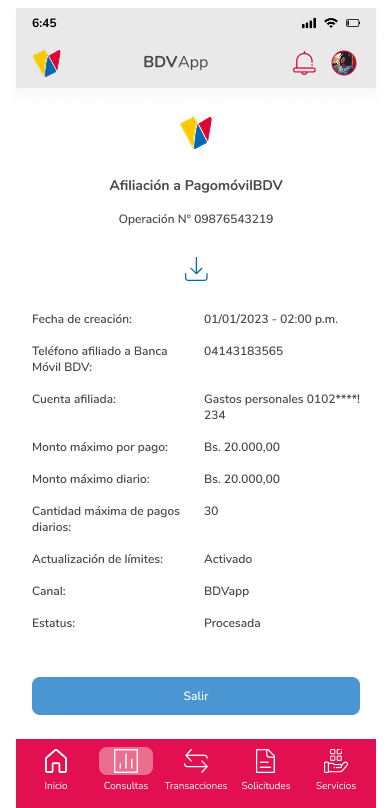 6:45
BDVApp
Afiliación a PagomóvilBDV
Operación N° 09876543219
Fecha de creación: 01/01/2023 - 02:00 p.m.
Teléfono afiliado a Banca 04143183565
Móvil BDV:
Cuenta afiliada: Gastos personales 0102****!
234
Monto máximo por pago: Bs. 20.000,00
Monto máximo diario: Bs. 20.000,00
Cantidad máxima de pagos 30
diarios:
Actualización de límites: Activado
Canal: BDVapp
Estatus: Procesada
Salir
Inicio Consultas Transacciones Solicitudes Servicios